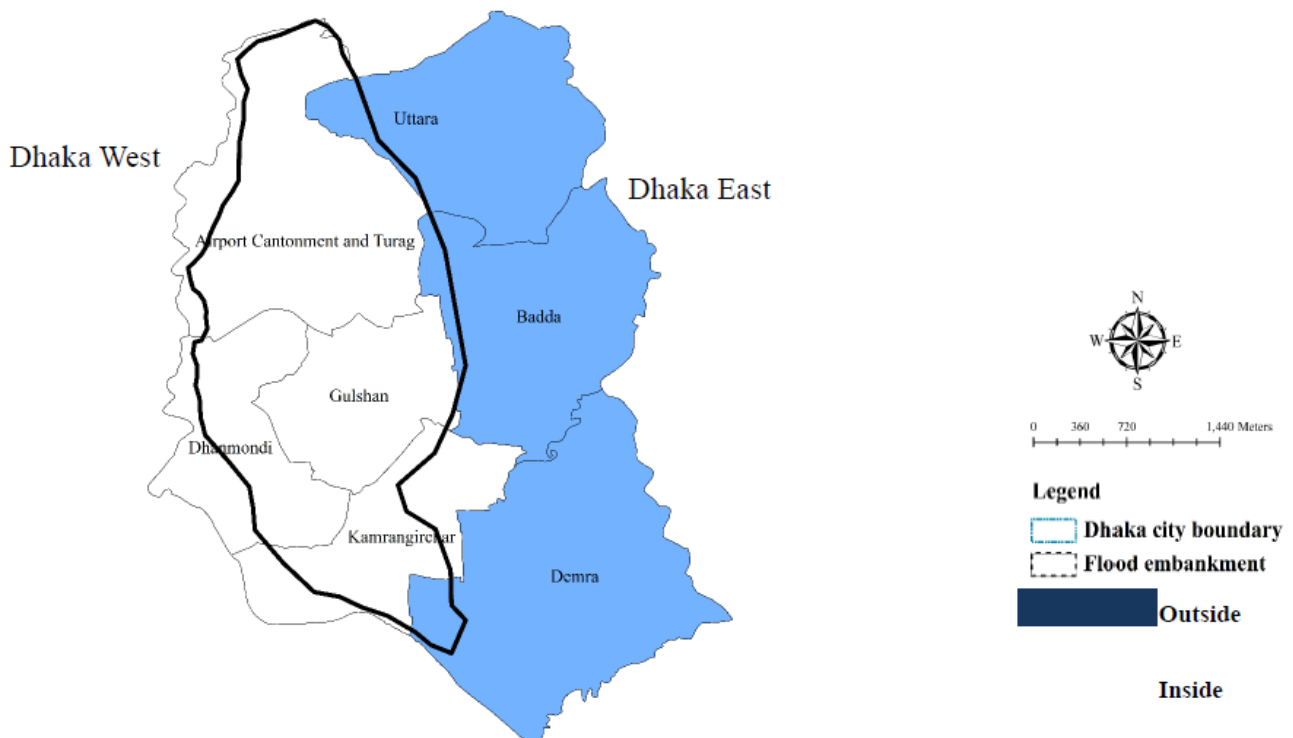 Uttara
Dhaka West
Dhaka East
Airport Cantonment and Turag
Badda
Gulshan
Dhanmondi
Kamrangirchar
Demra
N
W E
S
0 360 720 1,440 Meters
Legend
Dhaka city boundary
Flood embankment
Outside
Inside